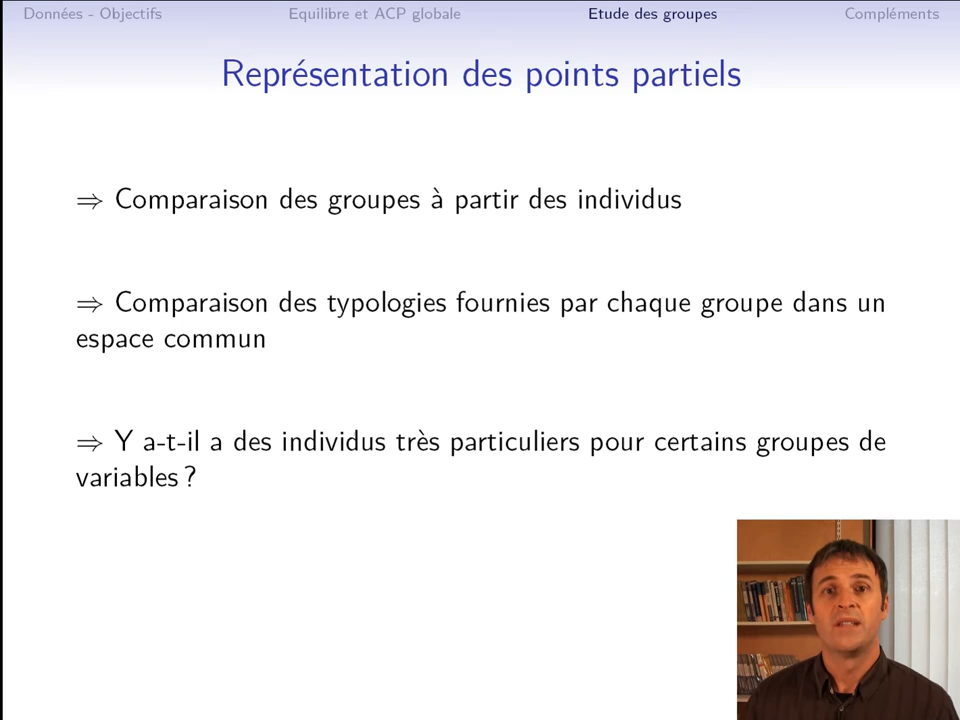 Données - Objectifs Equilibre et ACP globale Etude des groupes Compléments
Représentation des points partiels
⇒ Comparaison des groupes à partir des individus
⇒ Comparaison des typologies fournies par chaque groupe dans un
espace commun
⇒ Y a-t-il a des individus très particuliers pour certains groupes de
variables ?